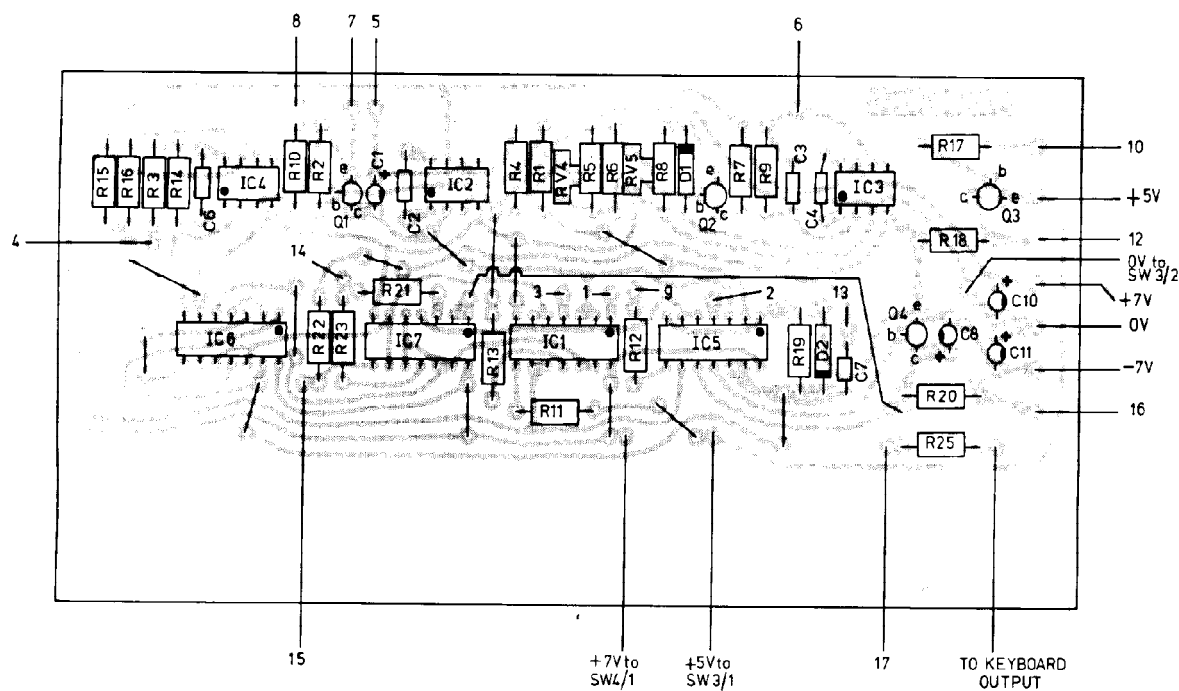 8 7 5 6
R15 R16 R3 R14 C6 IC4 R10 R2 e b c Q1 C1 + C2 IC2 R4 R1 RV4 R5 R6 RV5 R8 D1 e b c Q2 R7 R9 C3 C4 IC3 R17 b c e Q3
10
+5V
4
14
R18
12
0V to
SW3/2
R21
3 1 9 2 13
+ C10
+7V
IC6 R22 R23 IC7 R13 IC1 R12 IC5 R19 D2 C7 Q4 e b c C8 +
0V
+ C11
-7V
R11
R20
16
R25
15
+7V to
SW4/1
+5V to
SW3/1
17
TO KEYBOARD
OUTPUT